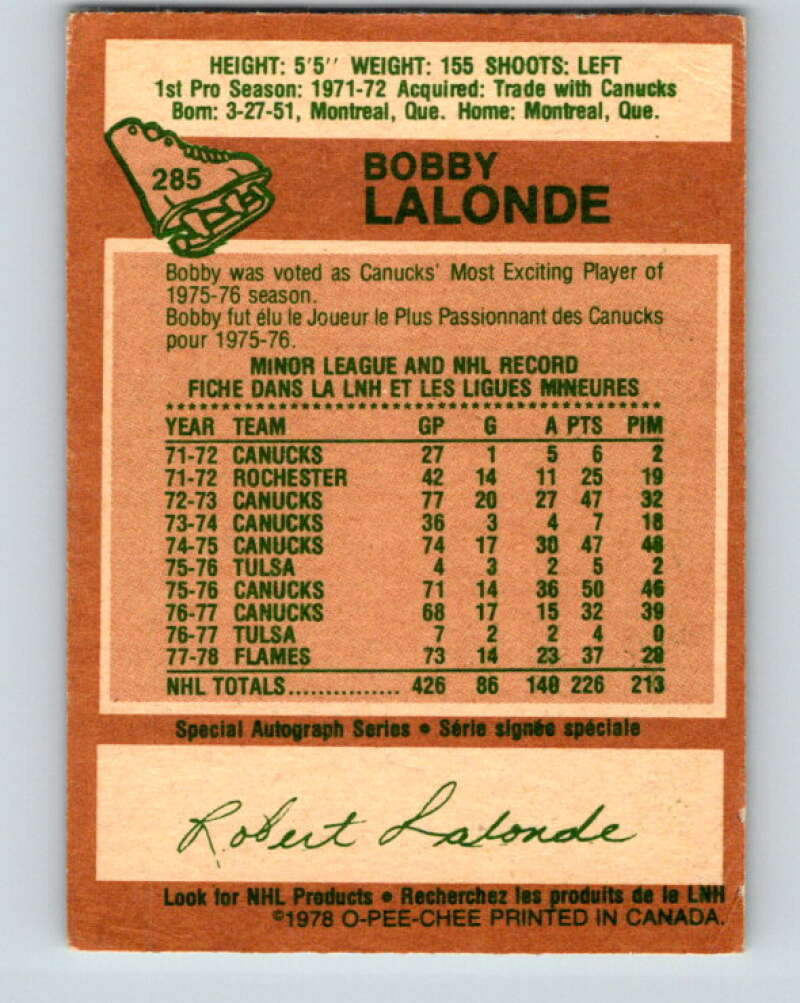 HEIGHT: 5'5'' WEIGHT: 155 SHOOTS: LEFT
1st Pro Season: 1971-72 Acquired: Trade with Canucks
Born: 3-27-51, Montreal, Que. Home: Montreal, Que.
285
BOBBY
LALONDE
Bobby was voted as Canucks' Most Exciting Player of
1975-76 season.
Bobby fut élu le Joueur le Plus Passionnant des Canucks
pour 1975-76.
MINOR LEAGUE AND NHL RECORD
FICHE DANS LA LNH ET LES LIGUES MINEURES
****************************************************
YEAR TEAM GP G A PTS PIM
71-72 CANUCKS 27 1 5 6 2
71-72 ROCHESTER 42 14 11 25 19
72-73 CANUCKS 77 20 27 47 32
73-74 CANUCKS 36 3 4 7 18
74-75 CANUCKS 74 17 30 47 48
75-76 TULSA 4 3 2 5 2
75-76 CANUCKS 71 14 36 50 46
76-77 CANUCKS 68 17 15 32 39
76-77 TULSA 7 2 2 4 0
77-78 FLAMES 73 14 23 37 28
NHL TOTALS............... 426 86 140 226 213
Special Autograph Series • Série signée spéciale
Robert Lalonde
Look for NHL Products • Recherchez les produits de la LNH
©1978 O-PEE-CHEE PRINTED IN CANADA.